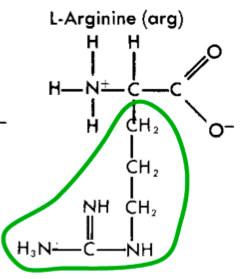 L-Arginine (arg)
H H
O
H N+ C C
H CH₂ O-
CH₂
NH CH₂
H₃N C NH